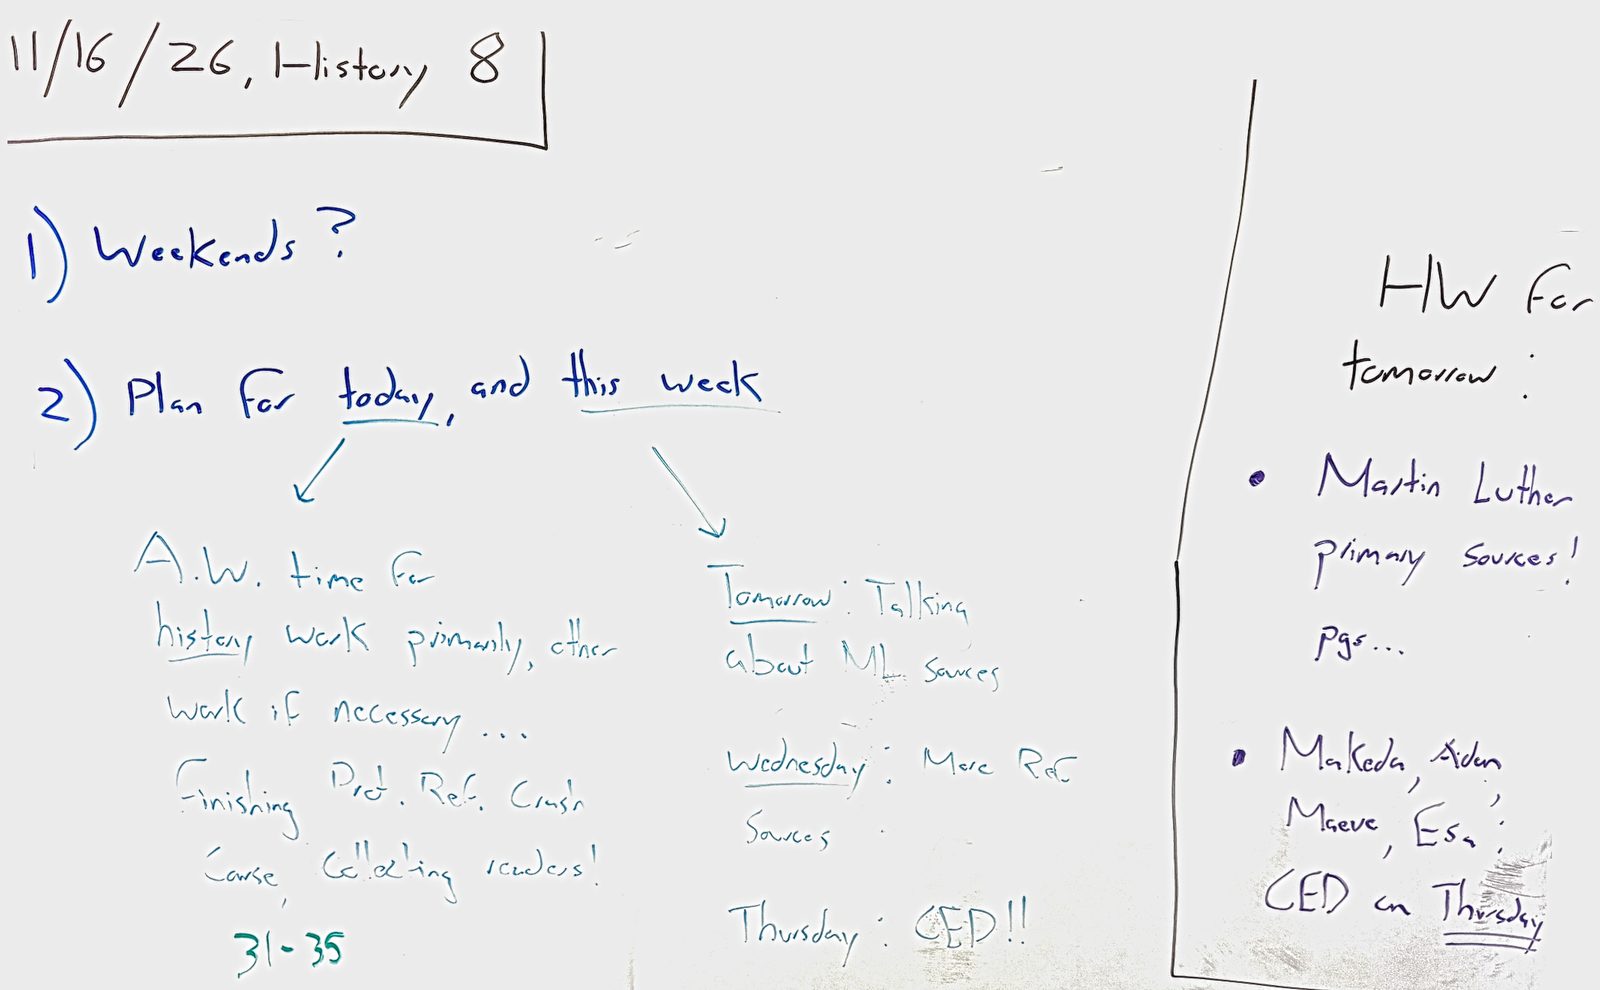 11/16/26, History 8
1) Weekends?
2) Plan for today, and this week
A.W. time for
history work primarily, other
work if necessary...
Finishing Prot. Ref. Crash
Course, Collecting readers!
31-35
Tomorrow: Talking
about ML sources
Wednesday: More Ref
Sources
Thursday: CED!!
HW for
tomorrow:
• Martin Luther
primary sources!
pgs...
• Makeda, Aidan,
Maeve, Esa:
CED on Thursday